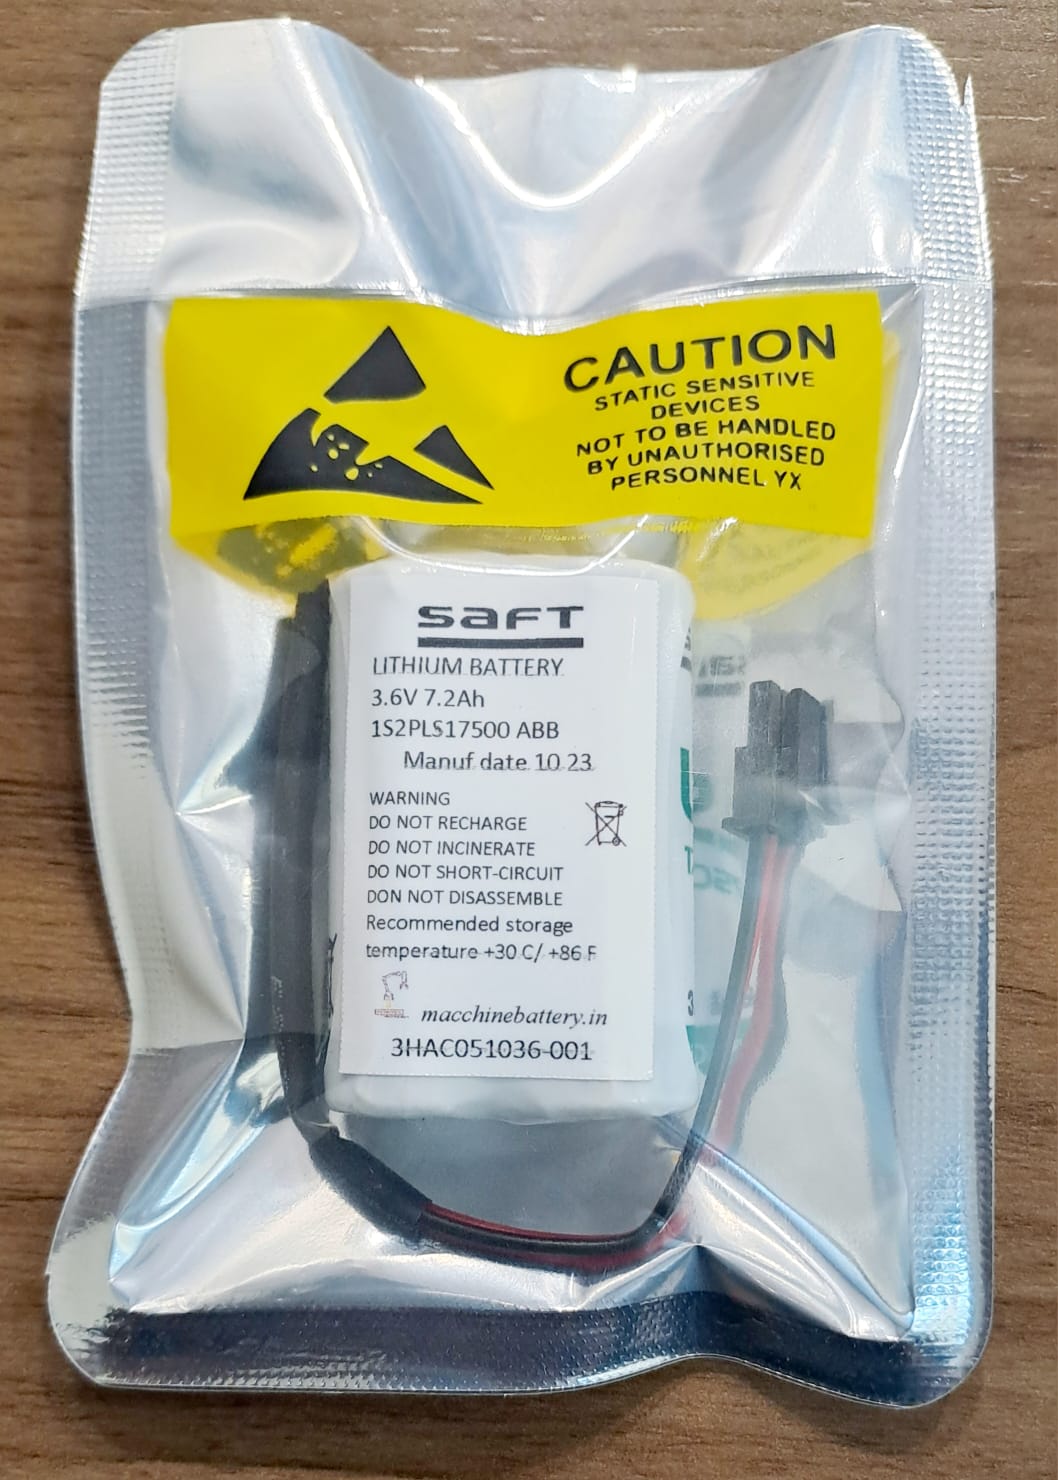 CAUTION
STATIC SENSITIVE
DEVICES
NOT TO BE HANDLED
BY UNAUTHORISED
PERSONNEL YX
SAFT
LITHIUM BATTERY
3.6V 7.2Ah
1S2PLS17500 ABB
Manuf date 10 23
WARNING
DO NOT RECHARGE
DO NOT INCINERATE
DO NOT SHORT-CIRCUIT
DON NOT DISASSEMBLE
Recommended storage
temperature +30 C/ +86 F
macchinebattery.in
3HAC051036-001